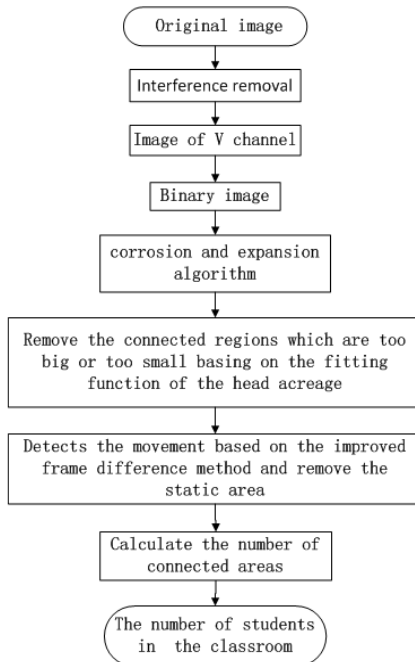 Original image
Interference removal
Image of V channel
Binary image
corrosion and expansion
algorithm
Remove the connected regions which are too
big or too small basing on the fitting
function of the head acreage
Detects the movement based on the improved
frame difference method and remove the
static area
Calculate the number of
connected areas
The number of students
in the classroom